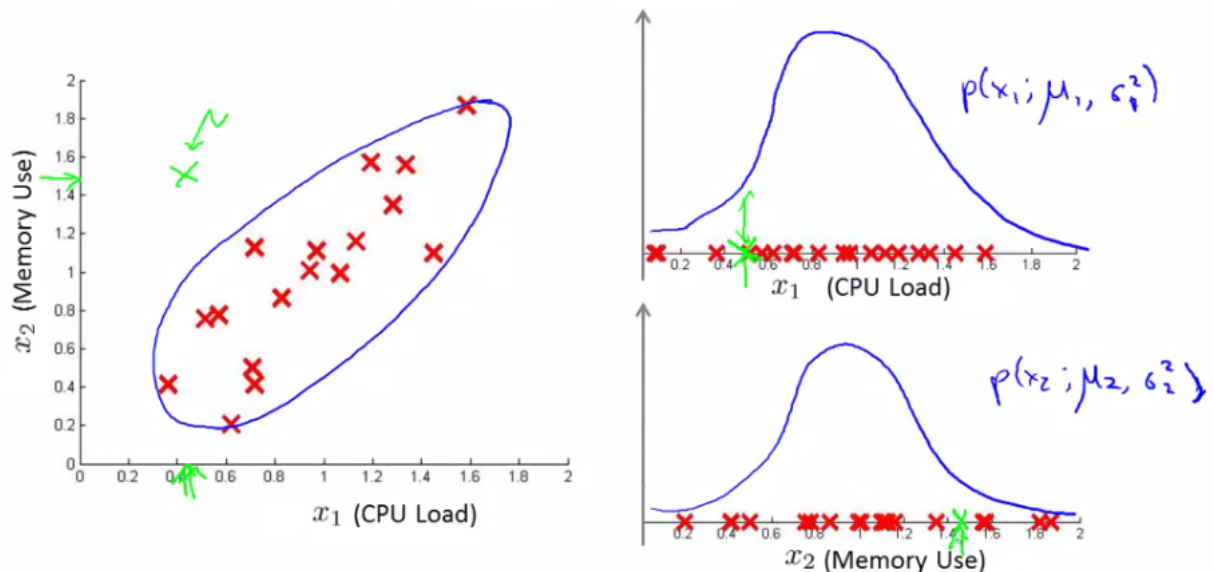 2
1.8
1.6
1.4
1.2
1
0.8
0.6
0.4
0.2
0
x₂ (Memory Use)
0 0.2 0.4 0.6 0.8 1 1.2 1.4 1.6 1.8 2
x₁ (CPU Load)
p(x₁; μ₁, σ₁²)
0.2 0.6 0.8 1 1.2 1.4 1.6 1.8 2
x₁ (CPU Load)
p(x₂; μ₂, σ₂²)
0.2 0.4 0.6 0.8 1 1.2 1.4 1.6 1.8 2
x₂ (Memory Use)